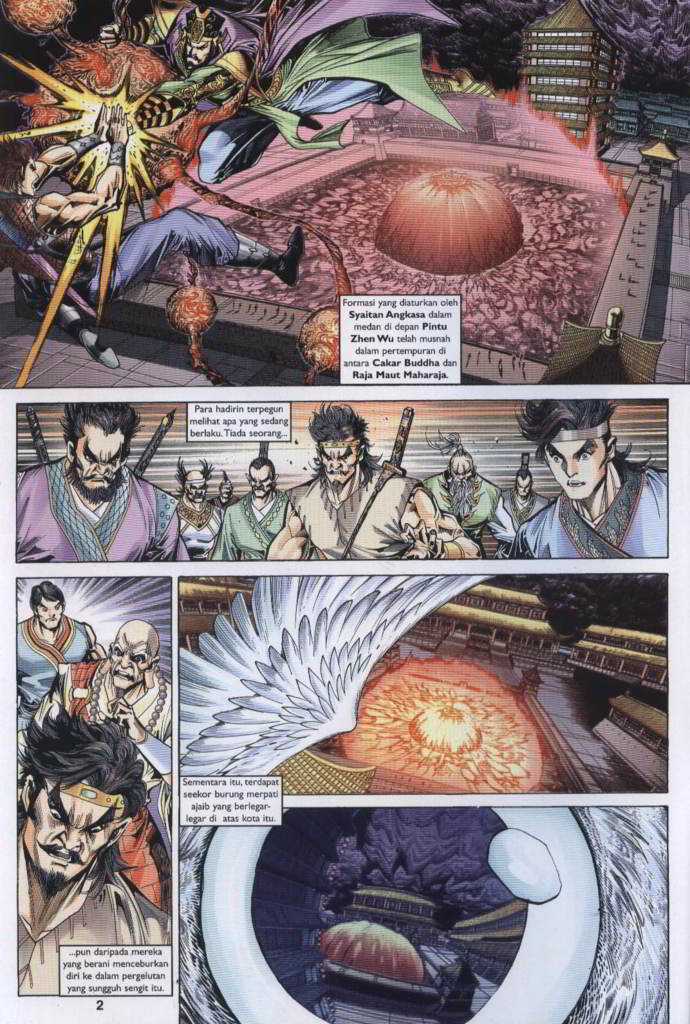 Formasi yang diaturkan oleh
Syaitan Angkasa dalam
medan di depan Pintu
Zhen Wu telah musnah
dalam pertempuran di
antara Cakar Buddha dan
Raja Maut Maharaja.
Para hadirin terpegun
melihat apa yang sedang
berlaku. Tiada seorang...
...pun daripada mereka
yang berani menceburkan
diri ke dalam pergelutan
yang sungguh sengit itu.
Sementara itu, terdapat
seekor burung merpati
ajaib yang berlegar-
legar di atas kota itu.
2